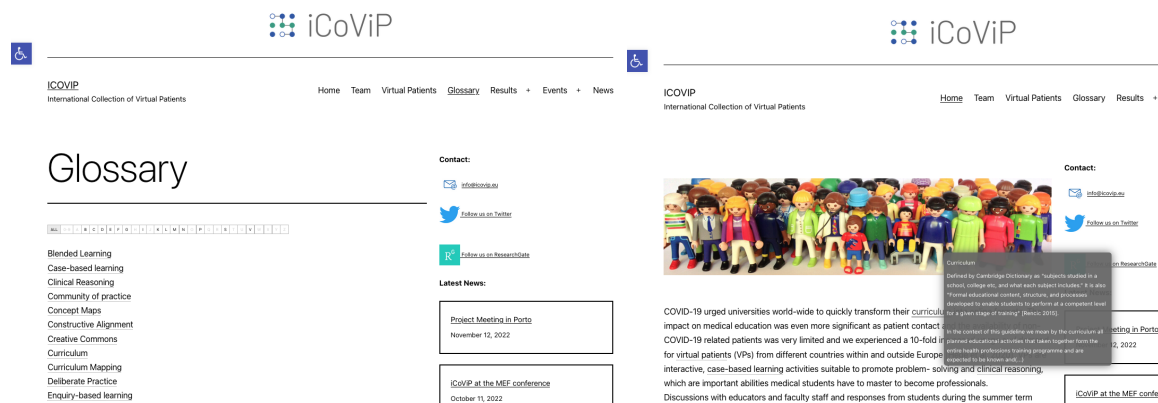 iCoViP
ICOVIP
International Collection of Virtual Patients
Home Team Virtual Patients Glossary Results + Events + News
Glossary
ALL
B C D E F G
K L M N
P
S
V
Blended Learning
Case-based learning
Clinical Reasoning
Community of practice
Concept Maps
Constructive Alignment
Creative Commons
Curriculum
Curriculum Mapping
Deliberate Practice
Enquiry-based learning
Contact:
info@icovip.eu
Follow us on Twitter
RG
Follow us on ResearchGate
Latest News:
Project Meeting in Porto
November 12, 2022
iCoViP at the MEF conference
October 11, 2022
iCoViP
ICOVIP
International Collection of Virtual Patients
Home Team Virtual Patients Glossary Results +
Contact:
info@icovip.eu
Follow us on Twitter
us on ResearchGate
Curriculum
Defined by Cambridge Dictionary as "subjects studied in a
school, college etc, and what each subject includes." It is also
"Formal educational content, structure, and processes
developed to enable students to perform at a competent level
for a given stage of training" [Rencic 2015].
In the context of this guideline we mean by the curriculum all
planned educational activities that taken together form the
entire health professions training programme and are
expected to be known and(...)
COVID-19 urged universities world-wide to quickly transform their curricul
impact on medical education was even more significant as patient contact
COVID-19 related patients was very limited and we experienced a 10-fold in
for virtual patients (VPs) from different countries within and outside Europe
interactive, case-based learning activities suitable to promote problem- solving and clinical reasoning,
which are important abilities medical students have to master to become professionals.
Discussions with educators and faculty staff and responses from students during the summer term
eeting in Porto
12, 2022
iCoViP at the MEF confe